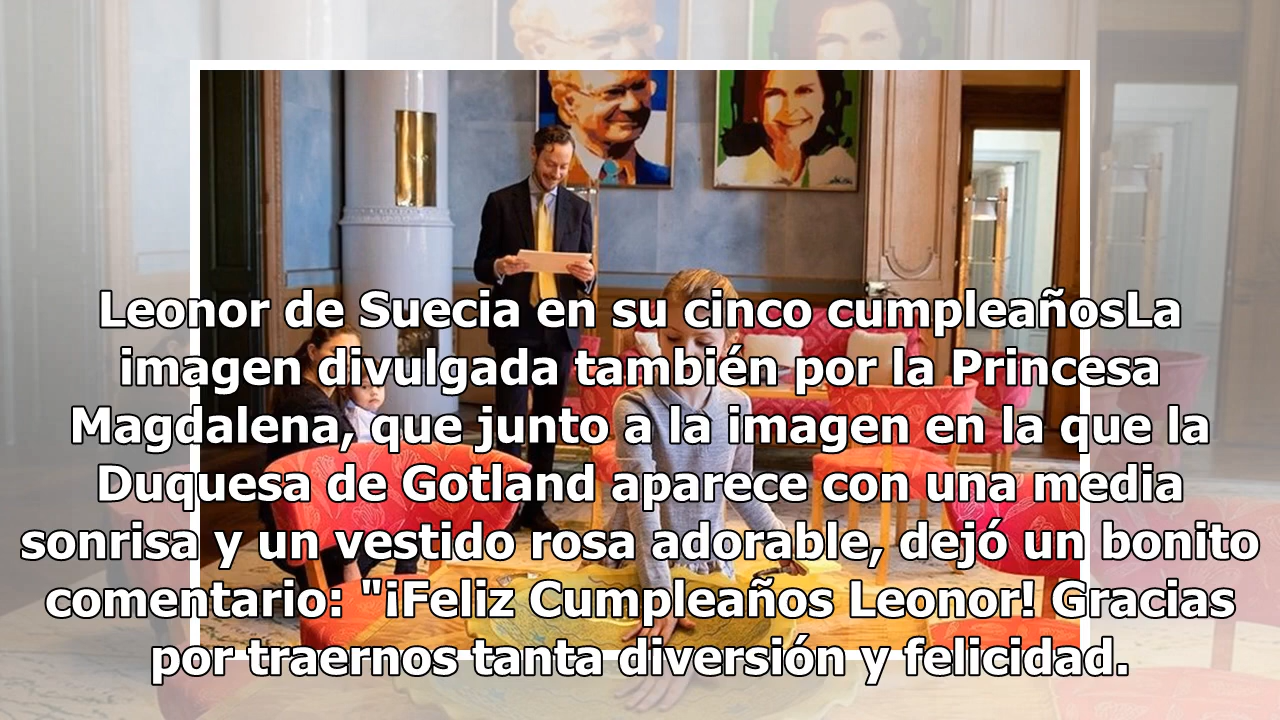 Leonor de Suecia en su cinco cumpleañosLa
imagen divulgada también por la Princesa
Magdalena, que junto a la imagen en la que la
Duquesa de Gotland aparece con una media
sonrisa y un vestido rosa adorable, dejó un bonito
comentario: "¡Feliz Cumpleaños Leonor! Gracias
por traernos tanta diversión y felicidad.